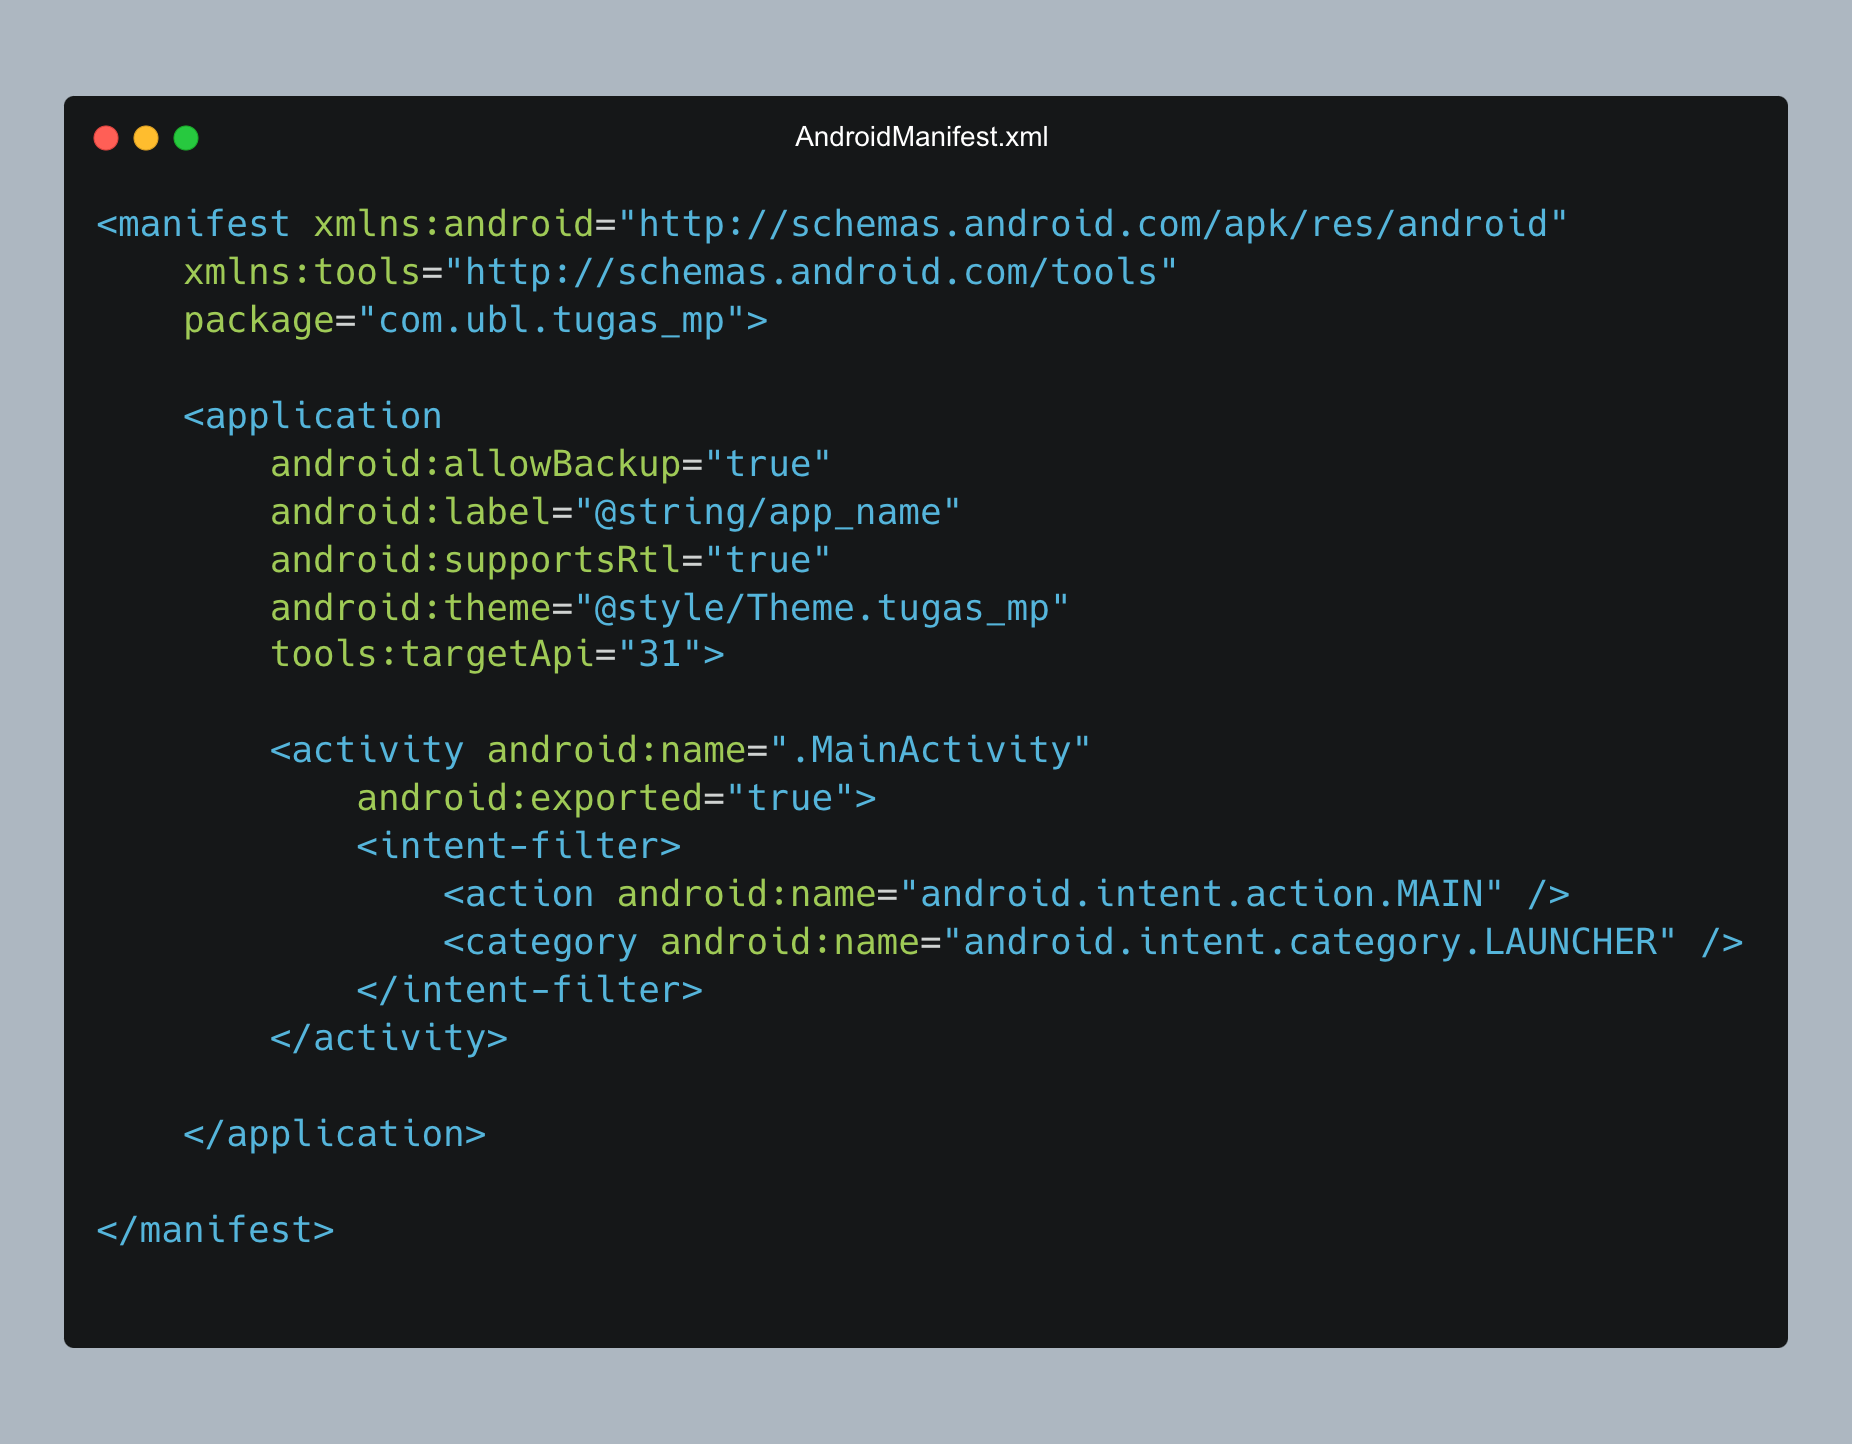 AndroidManifest.xml
<manifest xmlns:android="http://schemas.android.com/apk/res/android"
    xmlns:tools="http://schemas.android.com/tools"
    package="com.ubl.tugas_mp">

    <application
        android:allowBackup="true"
        android:label="@string/app_name"
        android:supportsRtl="true"
        android:theme="@style/Theme.tugas_mp"
        tools:targetApi="31">

        <activity android:name=".MainActivity"
            android:exported="true">
            <intent-filter>
                <action android:name="android.intent.action.MAIN" />
                <category android:name="android.intent.category.LAUNCHER" />
            </intent-filter>
        </activity>

    </application>

</manifest>